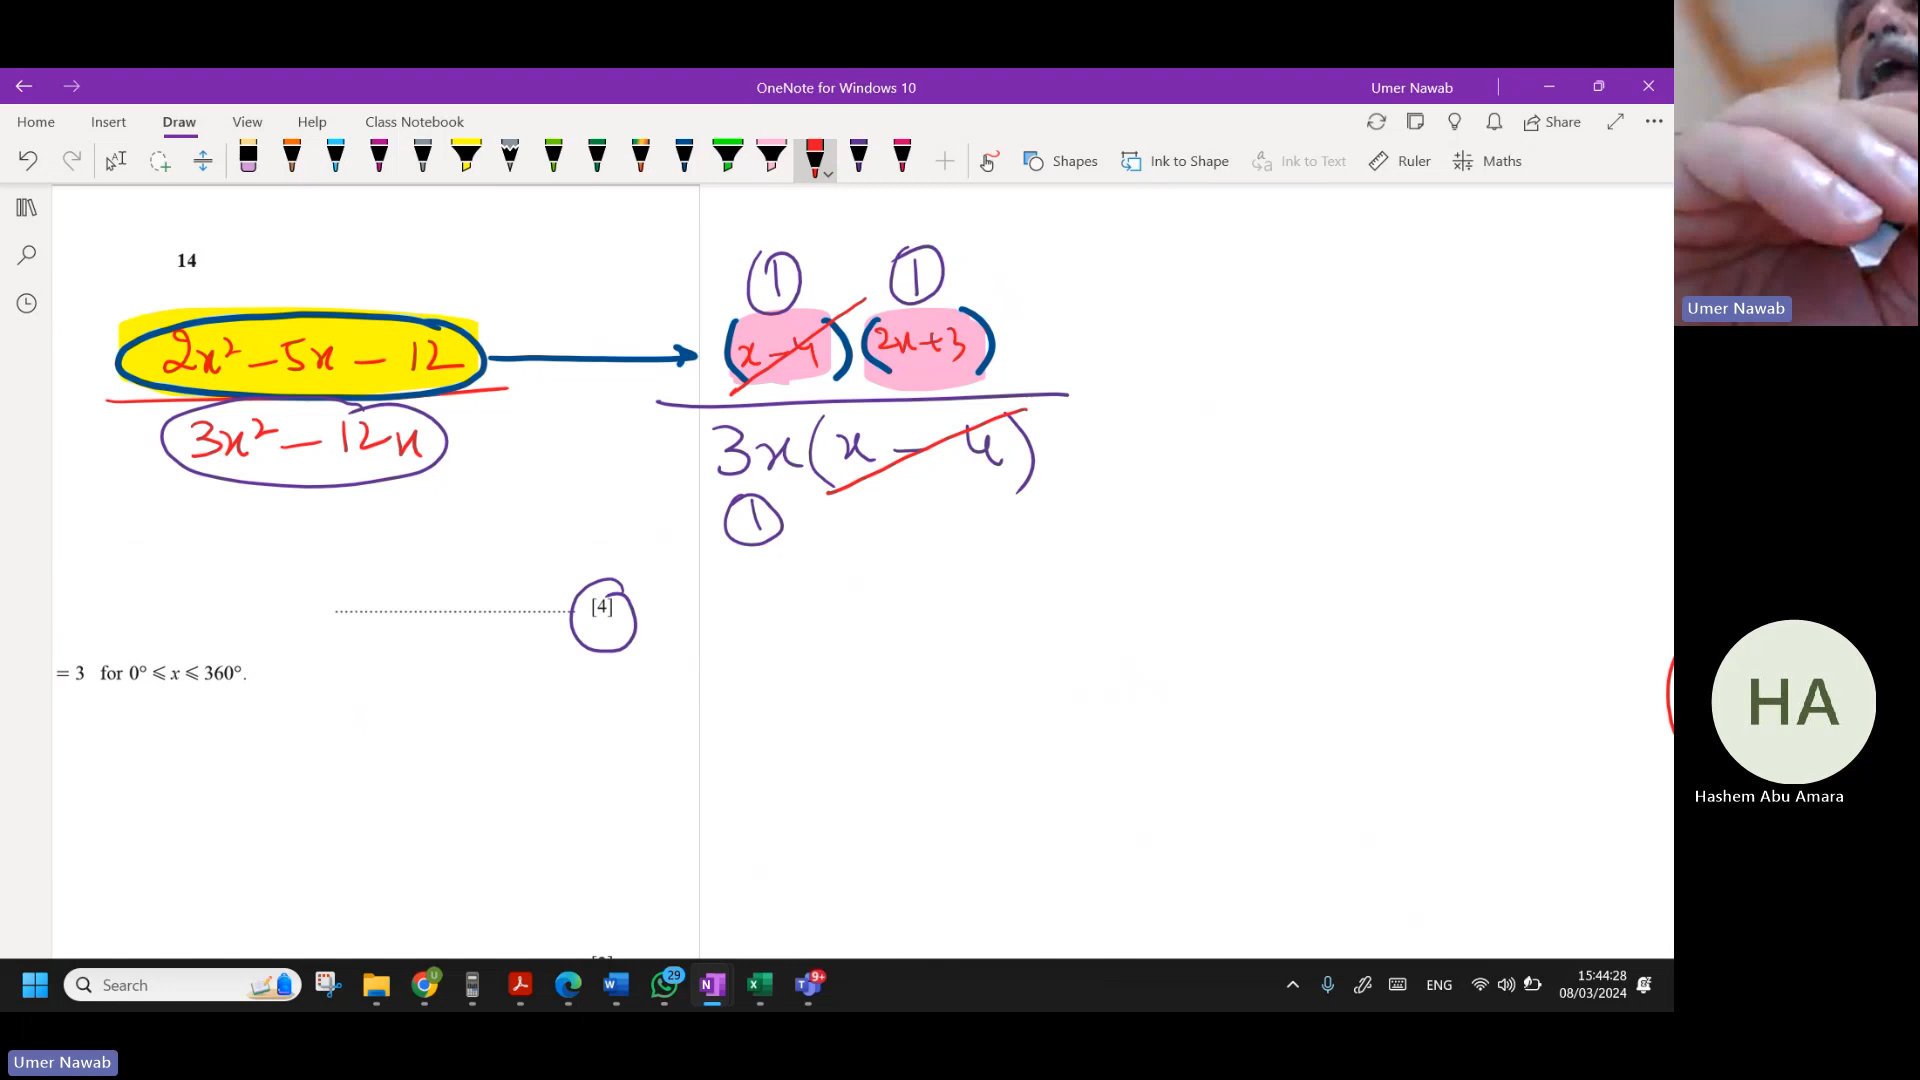 OneNote for Windows 10
Umer Nawab
Home Insert Draw View Help Class Notebook
Share
Shapes Ink to Shape Ink to Text Ruler Maths
14
① ①
2x² - 5x - 12 → (x - 4) (2x + 3)
3x² - 12x
3x (x - 4)
①
[4]
= 3 for 0° ⩽ x ⩽ 360°.
Umer Nawab
HA
Hashem Abu Amara
Search
U
W
29
N
X
T
9+
ENG
15:44:28
08/03/2024
Umer Nawab